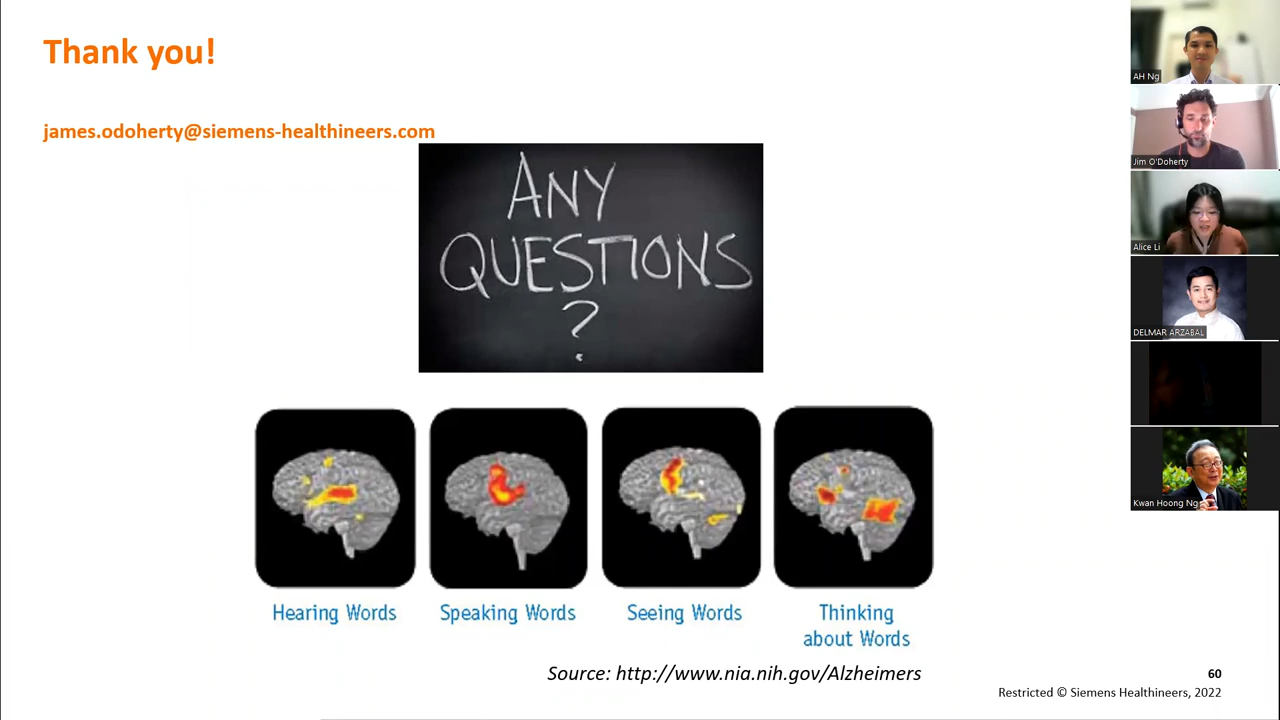 Thank you!
james.odoherty@siemens-healthineers.com
ANY
QUESTIONS
?
Hearing Words
Speaking Words
Seeing Words
Thinking
about Words
Source: http://www.nia.nih.gov/Alzheimers
60
Restricted © Siemens Healthineers, 2022
AH Ng
Jim O'Doherty
Alice Li
DELMAR ARZABAL
Kwan Hoong Ng